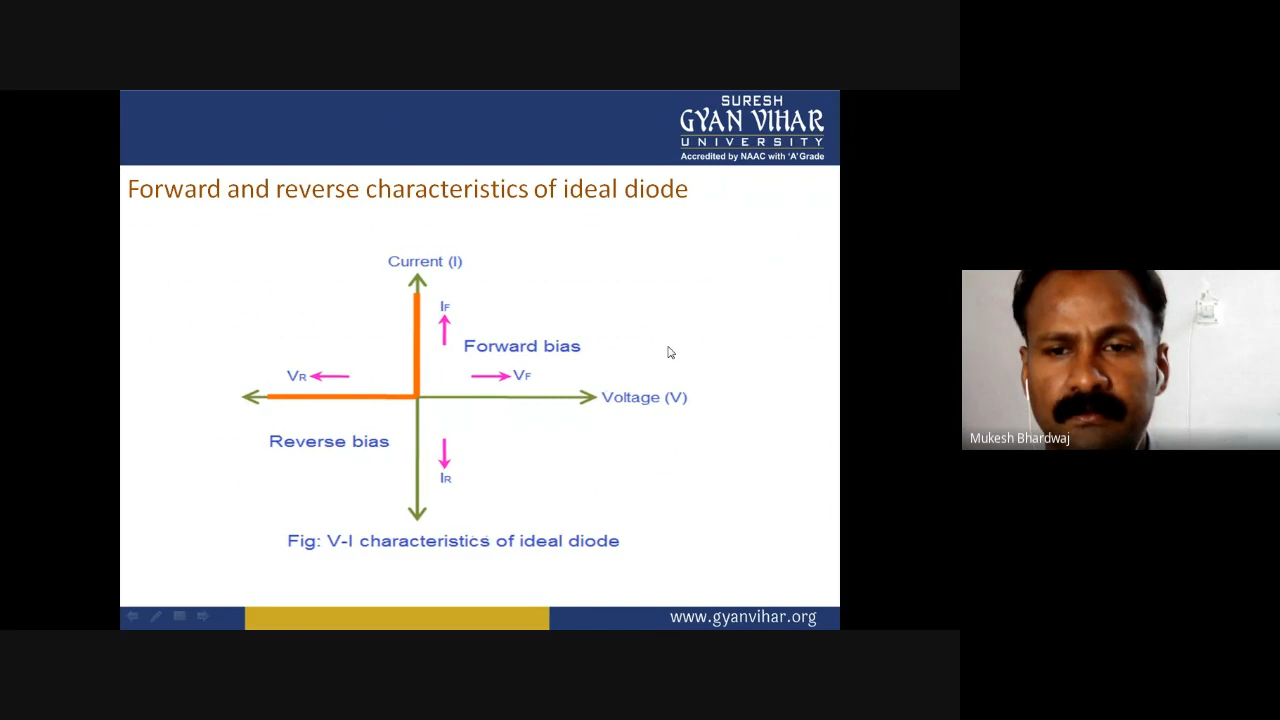 SURESH
GYAN VIHAR
UNIVERSITY
Accredited by NAAC with 'A' Grade
Forward and reverse characteristics of ideal diode
Current (I)
IF
Forward bias
VR
VF
Voltage (V)
Reverse bias
IR
Fig: V-I characteristics of ideal diode
www.gyanvihar.org
Mukesh Bhardwaj